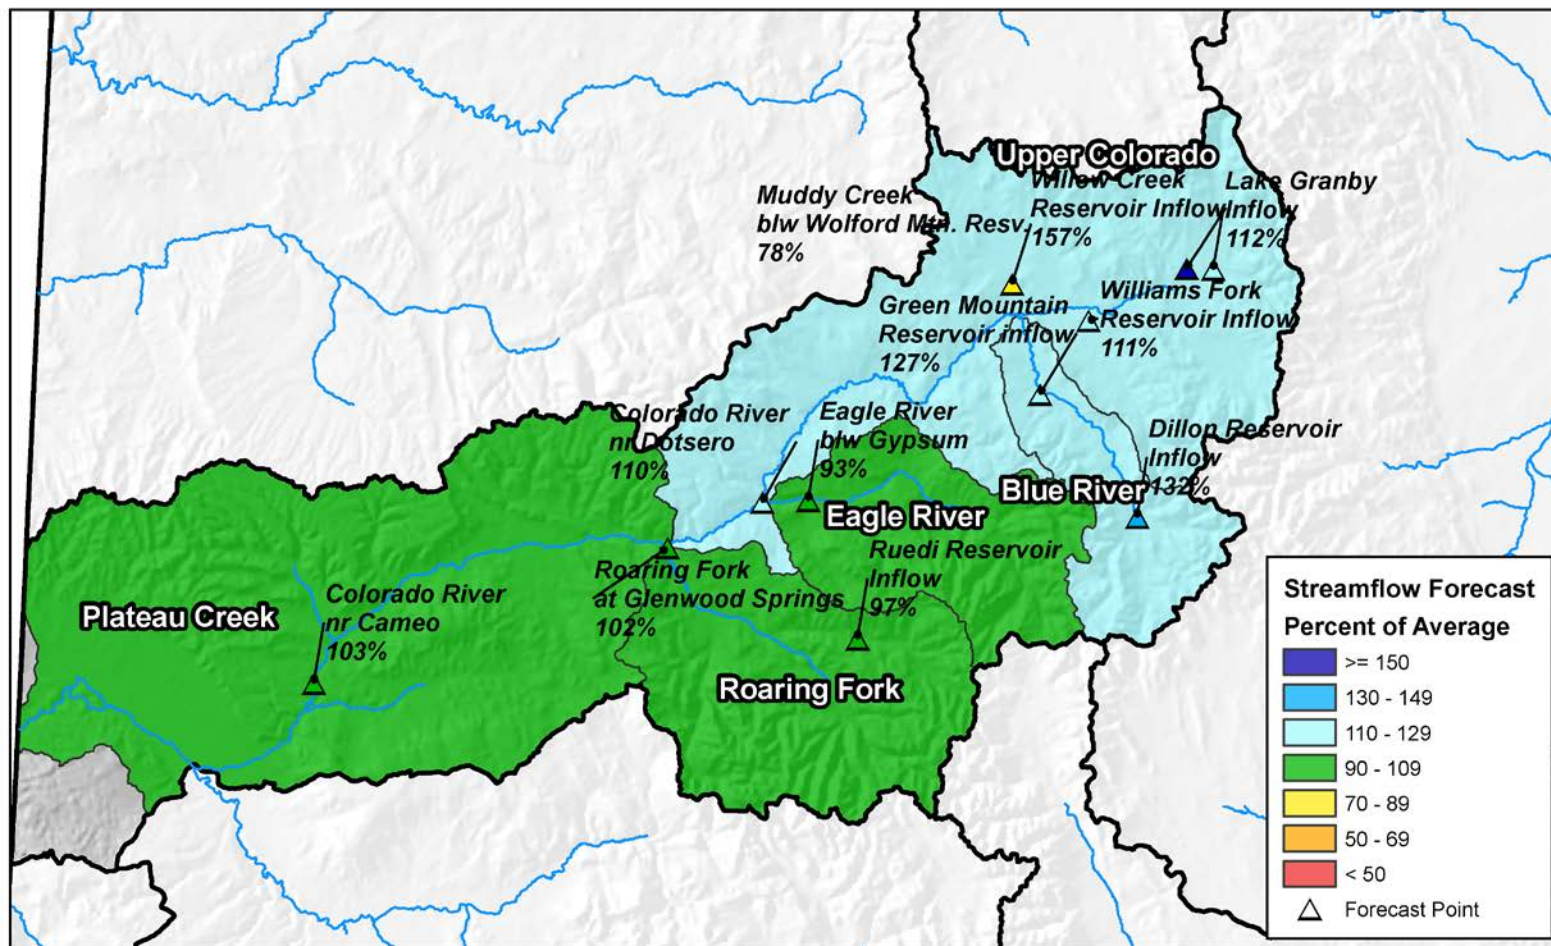 Upper Colorado
Muddy Creek
blw Wolford Mtn. Resv.
78%
Willow Creek
Reservoir Inflow
157%
Lake Granby
Inflow
112%
Green Mountain
Reservoir inflow
127%
Williams Fork
Reservoir Inflow
111%
Colorado River
nr Dotsero
110%
Eagle River
blw Gypsum
93%
Dillon Reservoir
Inflow
132%
Blue River
Eagle River
Ruedi Reservoir
Inflow
97%
Roaring Fork
at Glenwood Springs
102%
Colorado River
nr Cameo
103%
Plateau Creek
Roaring Fork
Streamflow Forecast
Percent of Average
>= 150
130 - 149
110 - 129
90 - 109
70 - 89
50 - 69
< 50
Forecast Point